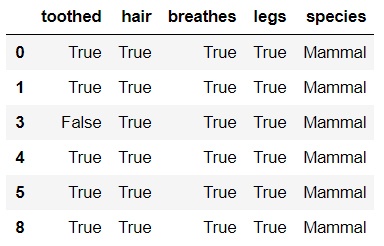 toothed hair breathes legs species
0 True True True True Mammal
1 True True True True Mammal
3 False True True True Mammal
4 True True True True Mammal
5 True True True True Mammal
8 True True True True Mammal